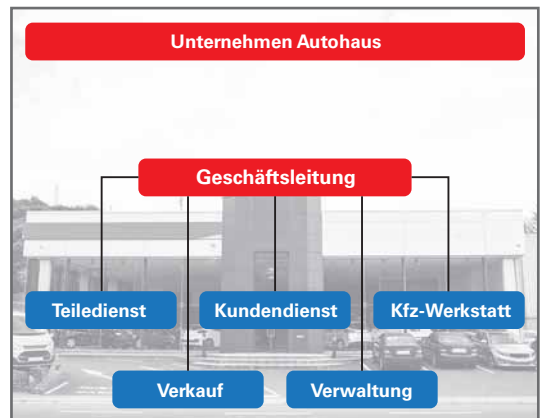 Unternehmen Autohaus
Geschäftsleitung
Teiledienst
Kundendienst
Kfz-Werkstatt
Verkauf
Verwaltung